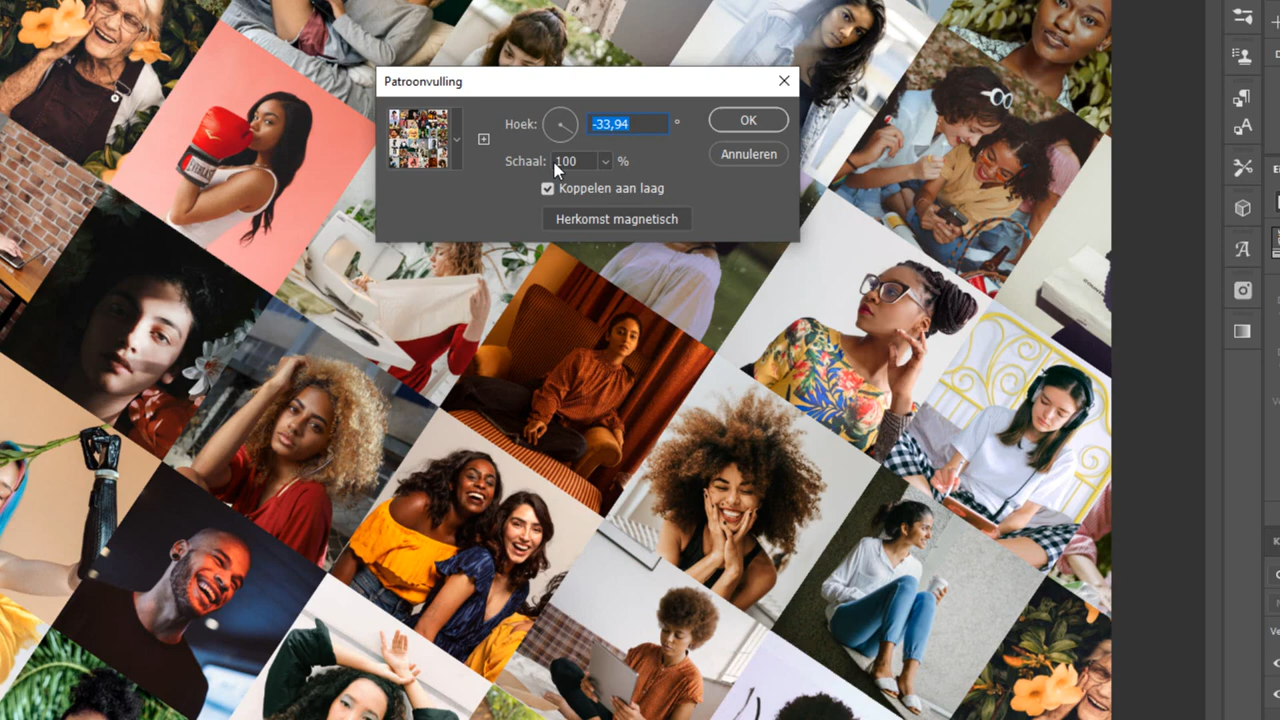 Patroonvulling
Hoek: -33,94 °
OK
Schaal: 100 %
Annuleren
Koppelen aan laag
Herkomst magnetisch